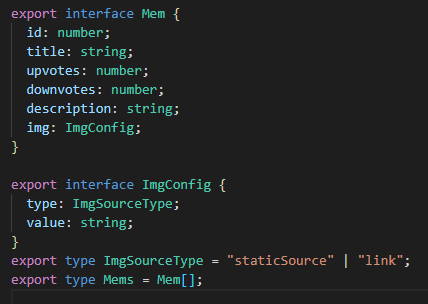 export interface Mem {
  id: number;
  title: string;
  upvotes: number;
  downvotes: number;
  description: string;
  img: ImgConfig;
}

export interface ImgConfig {
  type: ImgSourceType;
  value: string;
}
export type ImgSourceType = "staticSource" | "link";
export type Mems = Mem[];